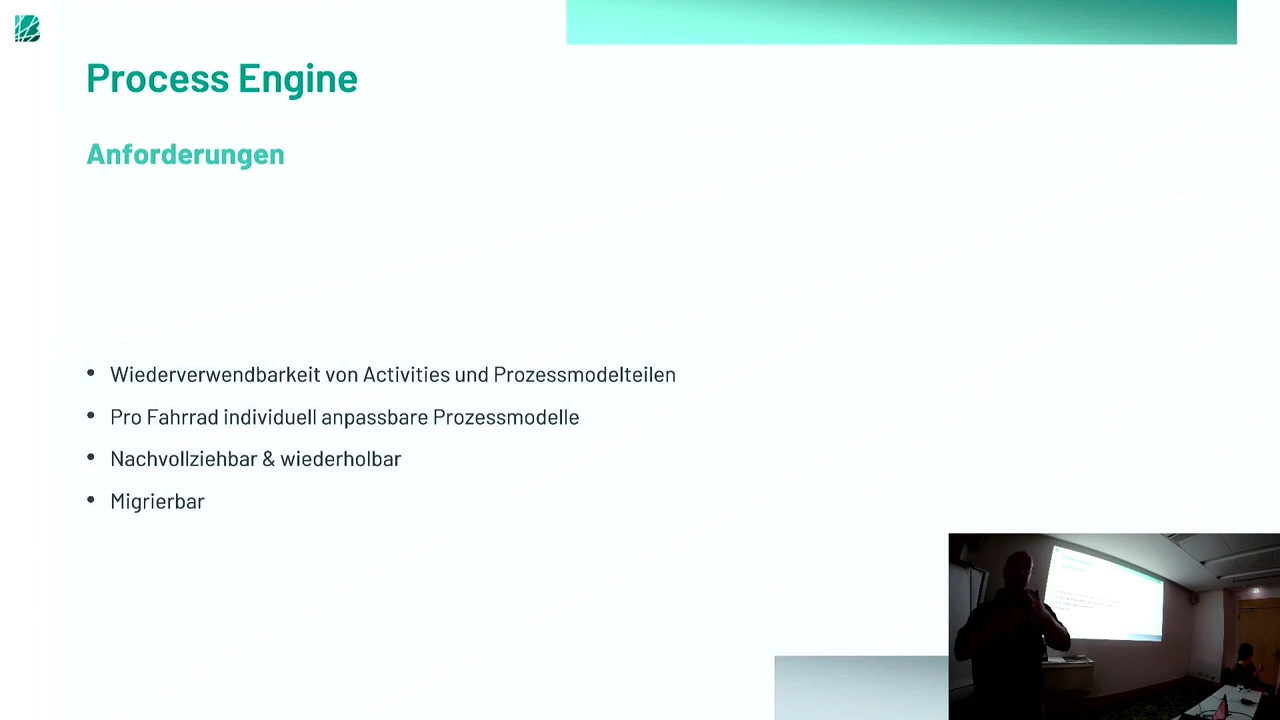 Process Engine
Anforderungen
• Wiederverwendbarkeit von Activities und Prozessmodelteilen
• Pro Fahrrad individuell anpassbare Prozessmodelle
• Nachvollziehbar & wiederholbar
• Migrierbar